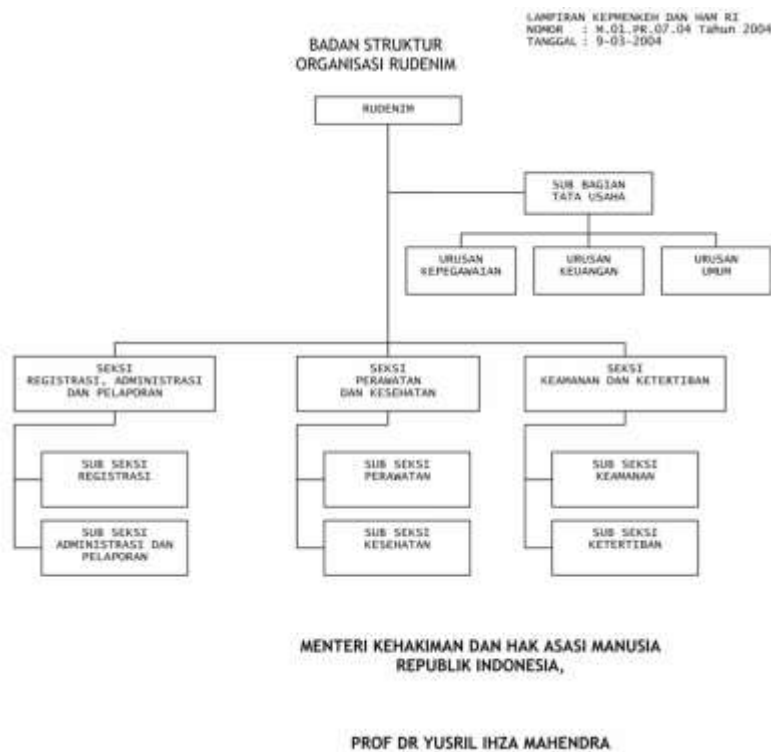 LAMPIRAN KEPMENKEH DAN HAM RI
NOMOR : M.01.PR.07.04 Tahun 2004
TANGGAL : 9-03-2004
BADAN STRUKTUR
ORGANISASI RUDENIM
RUDENIM
SUB BAGIAN
TATA USAHA
URUSAN
KEPEGAWAIAN
URUSAN
KEUANGAN
URUSAN
UMUM
SEKSI
REGISTRASI, ADMINISTRASI
DAN PELAPORAN
SEKSI
PERAWATAN
DAN KESEHATAN
SEKSI
KEAMANAN DAN KETERTIBAN
SUB SEKSI
REGISTRASI
SUB SEKSI
PERAWATAN
SUB SEKSI
KEAMANAN
SUB SEKSI
ADMINISTRASI DAN
PELAPORAN
SUB SEKSI
KESEHATAN
SUB SEKSI
KETERTIBAN
MENTERI KEHAKIMAN DAN HAK ASASI MANUSIA
REPUBLIK INDONESIA,
PROF DR YUSRIL IHZA MAHENDRA